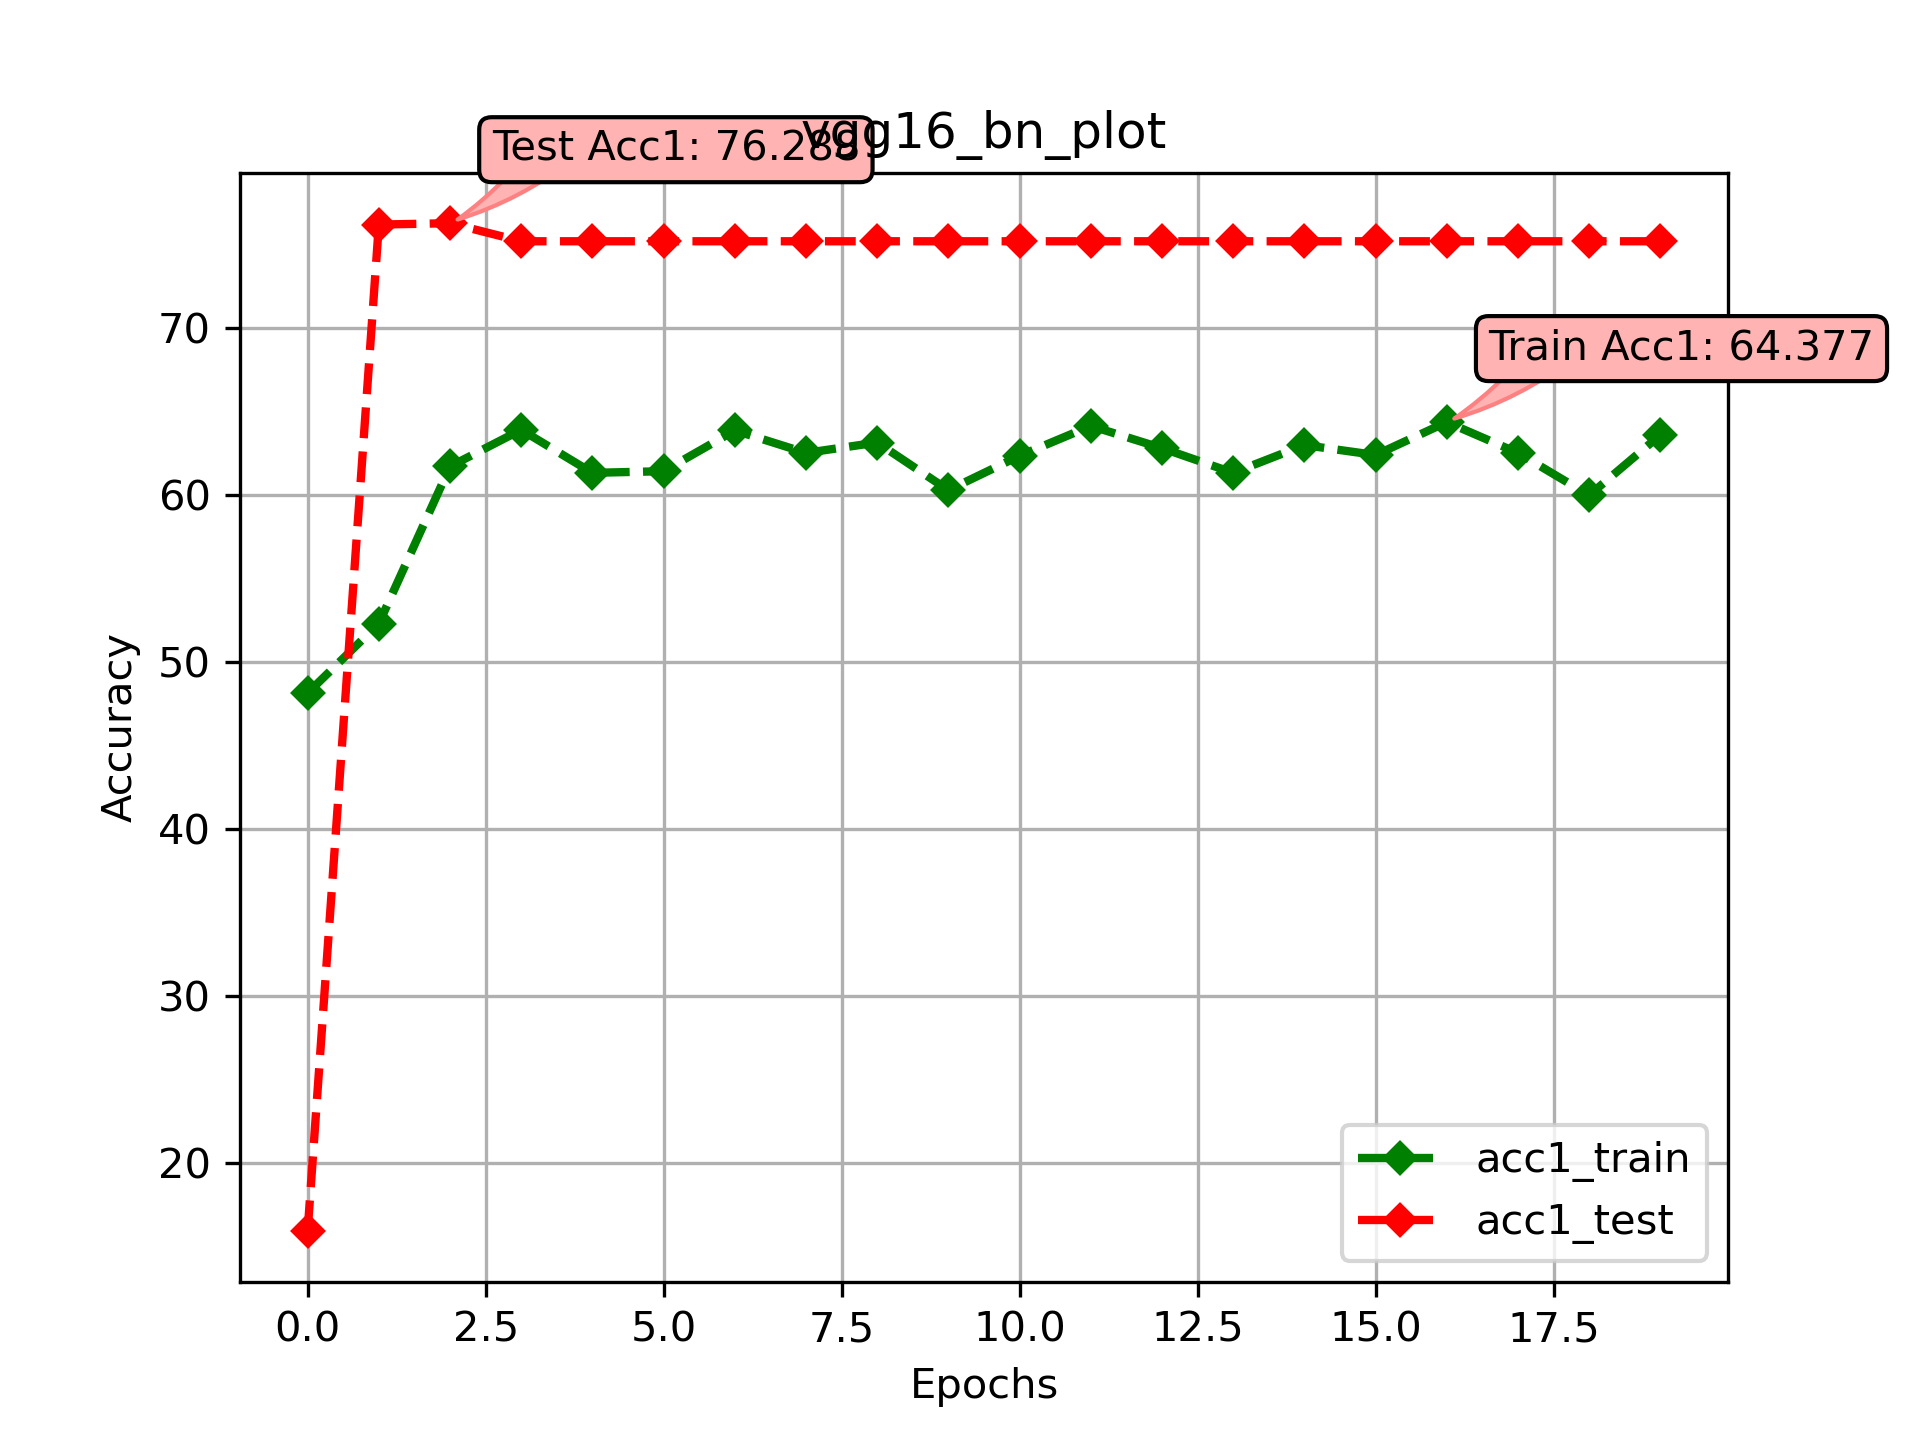 vgg16_bn_plot
Test Acc1: 76.288
Train Acc1: 64.377
Accuracy
70
60
50
40
30
20
acc1_train
acc1_test
0.0 2.5 5.0 7.5 10.0 12.5 15.0 17.5
Epochs